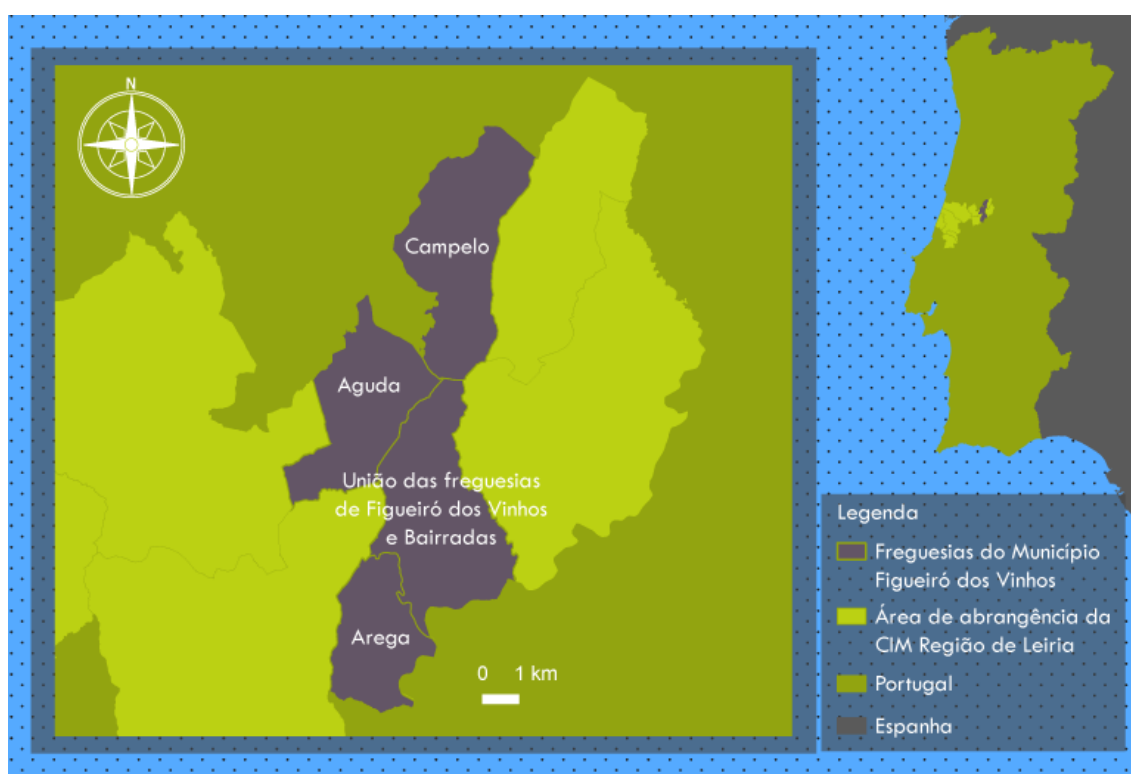 N
Campelo
Aguda
União das freguesias
de Figueiró dos Vinhos
e Bairradas
Arega
0 1 km
Legenda
Freguesias do Município
Figueiró dos Vinhos
Área de abrangência da
CIM Região de Leiria
Portugal
Espanha